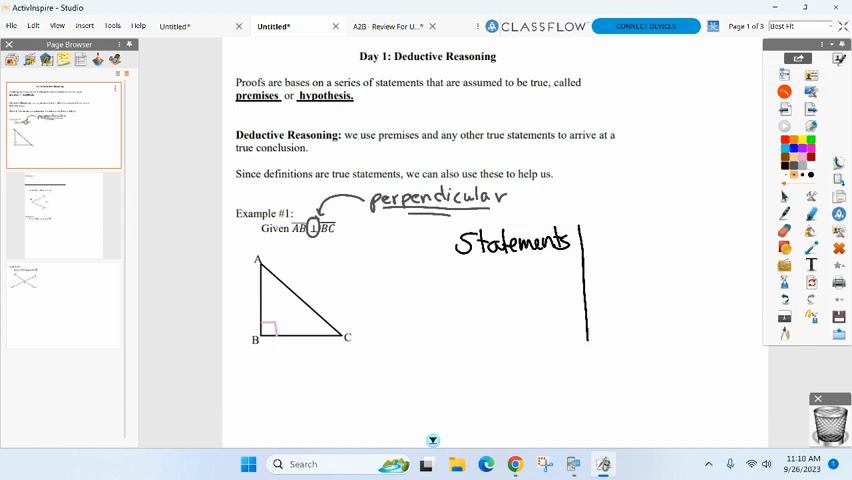 ActivInspire - Studio
File Edit View Insert Tools Help
Untitled* Untitled* A2B - Review For U...* CLASSFLOW CONNECT DEVICES Page 1 of 3 Best Fit
Page Browser
Day 1: Deductive Reasoning
Proofs are bases on a series of statements that are assumed to be true, called
premises or hypothesis.
Deductive Reasoning: we use premises and any other true statements to arrive at a
true conclusion.
Since definitions are true statements, we can also use these to help us.
perpendicular
Example #1:
Given AB ⊥ BC
Statements
A
B
C
Search
11:10 AM
9/26/2023